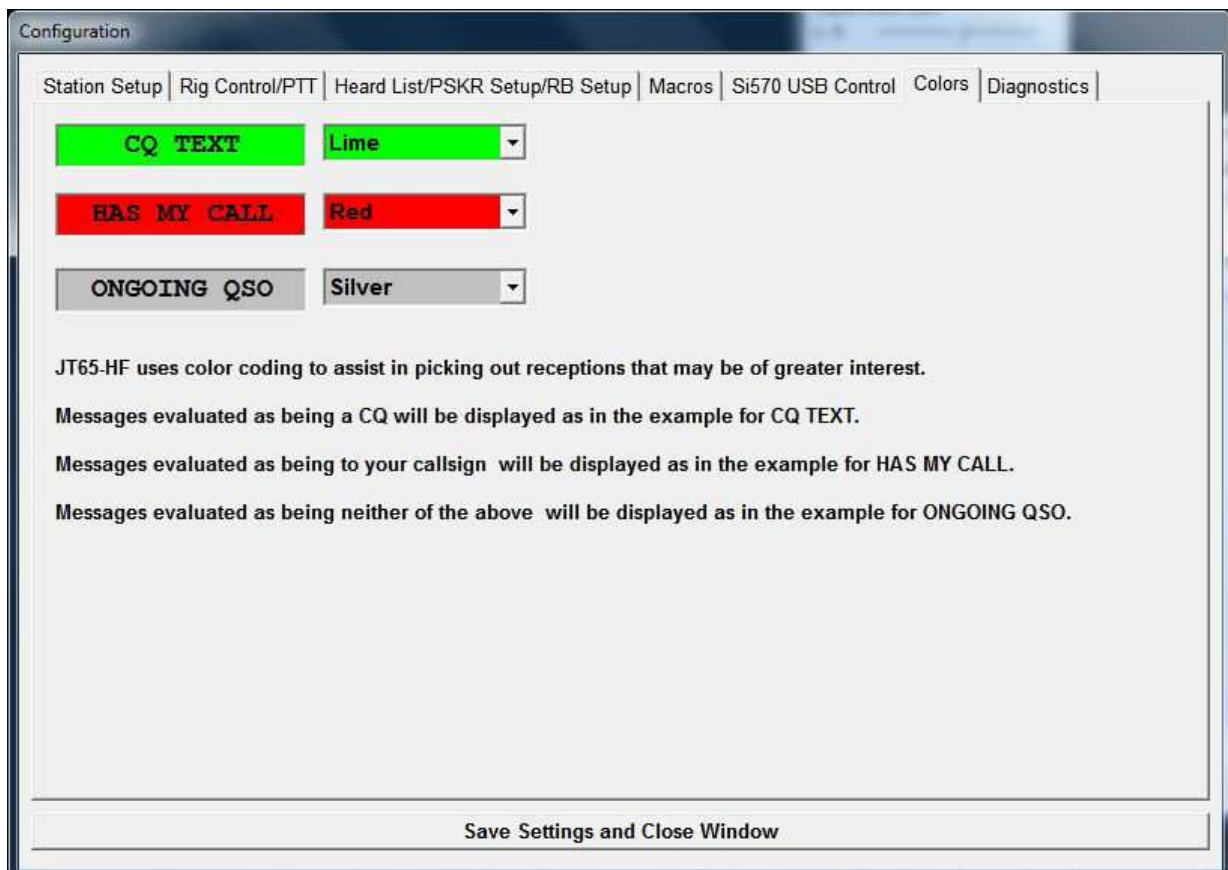 Configuration
Station Setup Rig Control/PTT Heard List/PSKR Setup/RB Setup Macros Si570 USB Control Colors Diagnostics
CQ TEXT Lime
HAS MY CALL Red
ONGOING QSO Silver
JT65-HF uses color coding to assist in picking out receptions that may be of greater interest.
Messages evaluated as being a CQ will be displayed as in the example for CQ TEXT.
Messages evaluated as being to your callsign will be displayed as in the example for HAS MY CALL.
Messages evaluated as being neither of the above will be displayed as in the example for ONGOING QSO.
Save Settings and Close Window